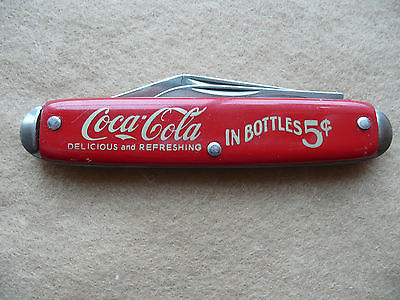 Coca-Cola
DELICIOUS and REFRESHING
IN BOTTLES 5¢